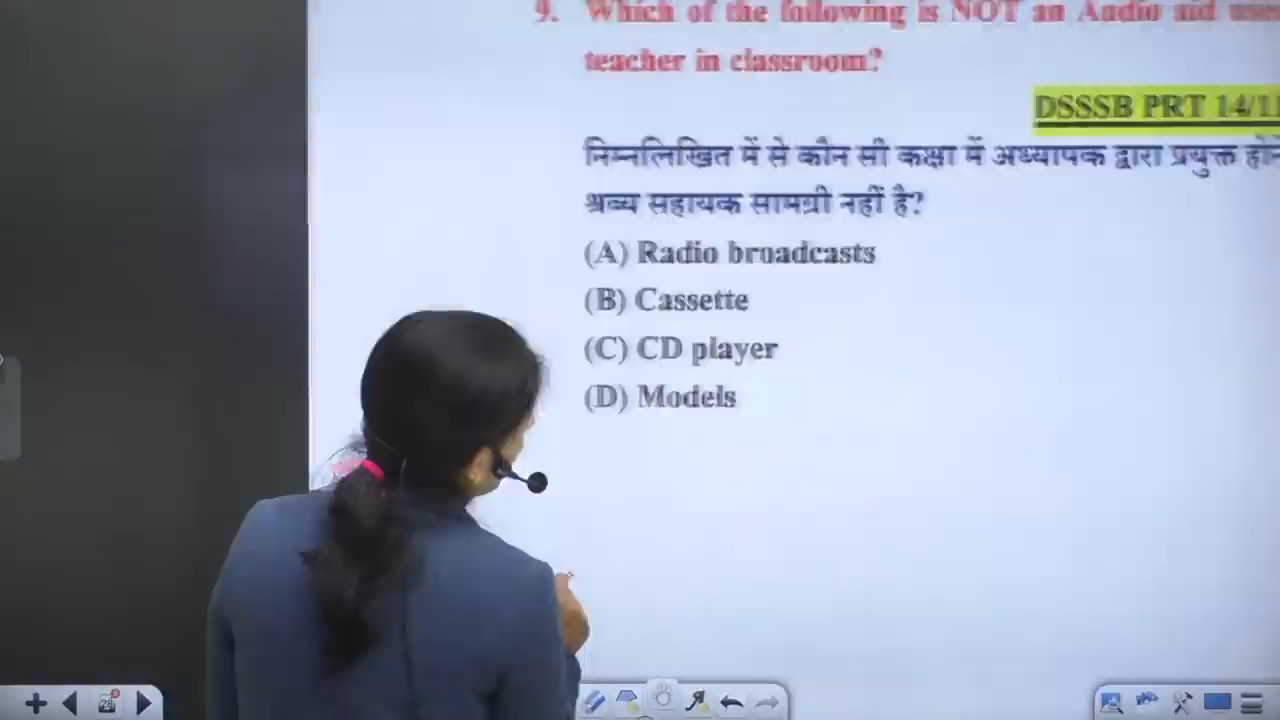 9. Which of the following is NOT an Audio aid used
teacher in classroom?
DSSSB PRT 14/11
निम्नलिखित में से कौन सी कक्षा में अध्यापक द्वारा प्रयुक्त होने
श्रव्य सहायक सामग्री नहीं है?
(A) Radio broadcasts
(B) Cassette
(C) CD player
(D) Models